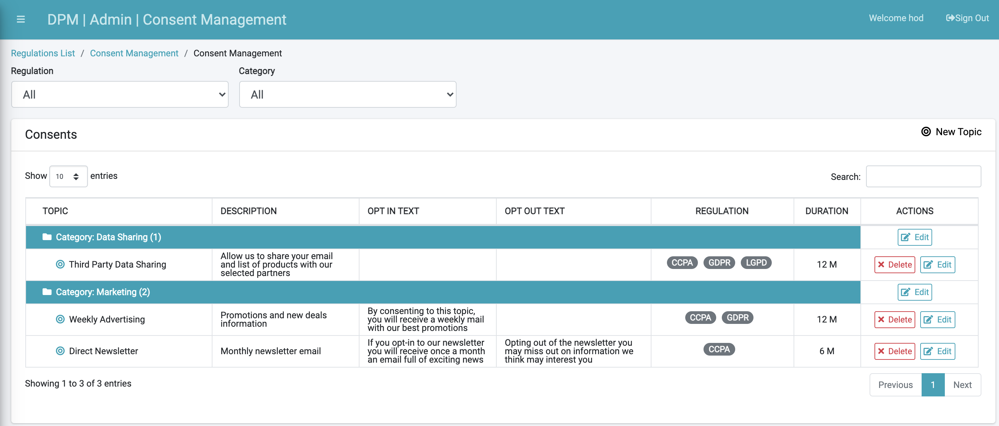 DPM | Admin | Consent Management
Welcome hod
Sign Out
Regulations List / Consent Management / Consent Management
Regulation
Category
All
All
Consents
New Topic
Show 10 entries
Search:
TOPIC DESCRIPTION OPT IN TEXT OPT OUT TEXT REGULATION DURATION ACTIONS
Category: Data Sharing (1)
Edit
Third Party Data Sharing
Allow us to share your email
and list of products with our
selected partners
CCPA GDPR LGPD
12 M
Delete Edit
Category: Marketing (2)
Edit
Weekly Advertising
Promotions and new deals
information
By consenting to this topic,
you will receive a weekly mail
with our best promotions
CCPA GDPR
12 M
Delete Edit
Direct Newsletter
Monthly newsletter email
If you opt-in to our newsletter
you will receive once a month
an email full of exciting news
Opting out of the newsletter you
may miss out on information we
think may interest you
CCPA
6 M
Delete Edit
Showing 1 to 3 of 3 entries
Previous 1 Next